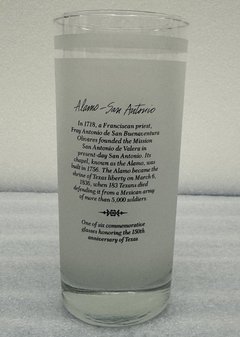 Alamo-San Antonio
In 1718, a Franciscan priest,
Fray Antonio de San Buenaventura
Olivares founded the Mission
San Antonio de Valera in
present-day San Antonio. Its
chapel, known as the Alamo, was
built in 1756. The Alamo became the
shrine of Texas liberty on March 6,
1836, when 183 Texans died
defending it from a Mexican army
of more than 5,000 soldiers
One of six commemorative
glasses honoring the 150th
anniversary of Texas